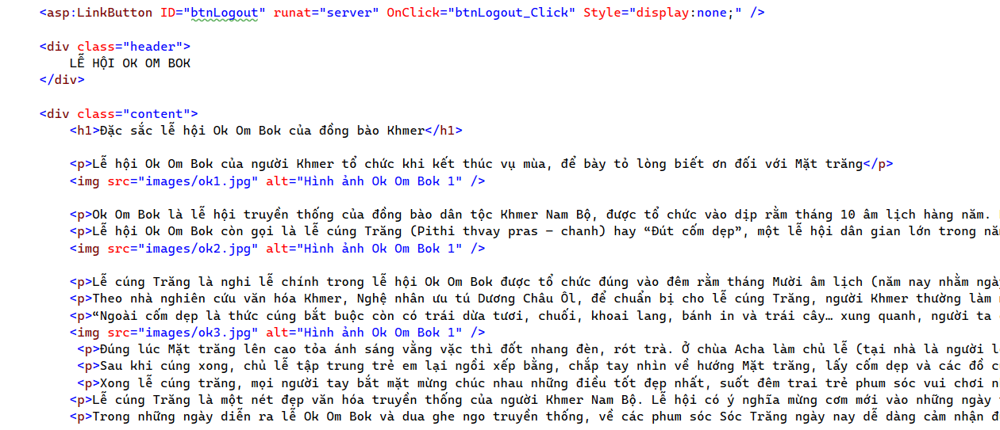 <asp:LinkButton ID="btnLogout" runat="server" OnClick="btnLogout_Click" Style="display:none;" />
<div class="header">
LỄ HỘI OK OM BOK
</div>
<div class="content">
<h1>Đặc sắc lễ hội Ok Om Bok của đồng bào Khmer</h1>
<p>Lễ hội Ok Om Bok của người Khmer tổ chức khi kết thúc vụ mùa, để bày tỏ lòng biết ơn đối với Mặt trăng</p>
<img src="images/ok1.jpg" alt="Hình ảnh Ok Om Bok 1" />
<p>Ok Om Bok là lễ hội truyền thống của đồng bào dân tộc Khmer Nam Bộ, được tổ chức vào dịp rằm tháng 10 âm lịch hàng năm.
<p>Lễ hội Ok Om Bok còn gọi là lễ cúng Trăng (Pithi thvay pras – chanh) hay “Đút cốm dẹp”, một lễ hội dân gian lớn trong
<img src="images/ok2.jpg" alt="Hình ảnh Ok Om Bok 1" />
<p>Lễ cúng Trăng là nghi lễ chính trong lễ hội Ok Om Bok được tổ chức đúng vào đêm rằm tháng Mười âm lịch (năm nay nhằm
<p>Theo nhà nghiên cứu văn hóa Khmer, Nghệ nhân ưu tú Dương Châu Ôl, để chuẩn bị cho lễ cúng Trăng, người Khmer thường làm
<p>“Ngoài cốm dẹp là thức cúng bắt buộc còn có trái dừa tươi, chuối, khoai lang, bánh in và trái cây… xung quanh, người ta
<img src="images/ok3.jpg" alt="Hình ảnh Ok Om Bok 1" />
<p>Đúng lúc Mặt trăng lên cao tỏa ánh sáng vằng vặc thì đốt nhang đèn, rót trà. Ở chùa Acha làm chủ lễ (tại nhà là người
<p>Sau khi cúng xong, chủ lễ tập trung trẻ em lại ngồi xếp bằng, chắp tay nhìn về hướng Mặt trăng, lấy cốm dẹp và các đồ
<p>Xong lễ cúng trăng, mọi người tay bắt mặt mừng chúc nhau những điều tốt đẹp nhất, suốt đêm trai trẻ phum sóc vui chơi
<p>Lễ cúng Trăng là một nét đẹp văn hóa truyền thống của người Khmer Nam Bộ. Lễ hội có ý nghĩa mừng cơm mới vào những ngày
<p>Trong những ngày diễn ra lễ Ok Om Bok và đua ghe ngo truyền thống, về các phum sóc Sóc Trăng ngày nay dễ dàng cảm nhận